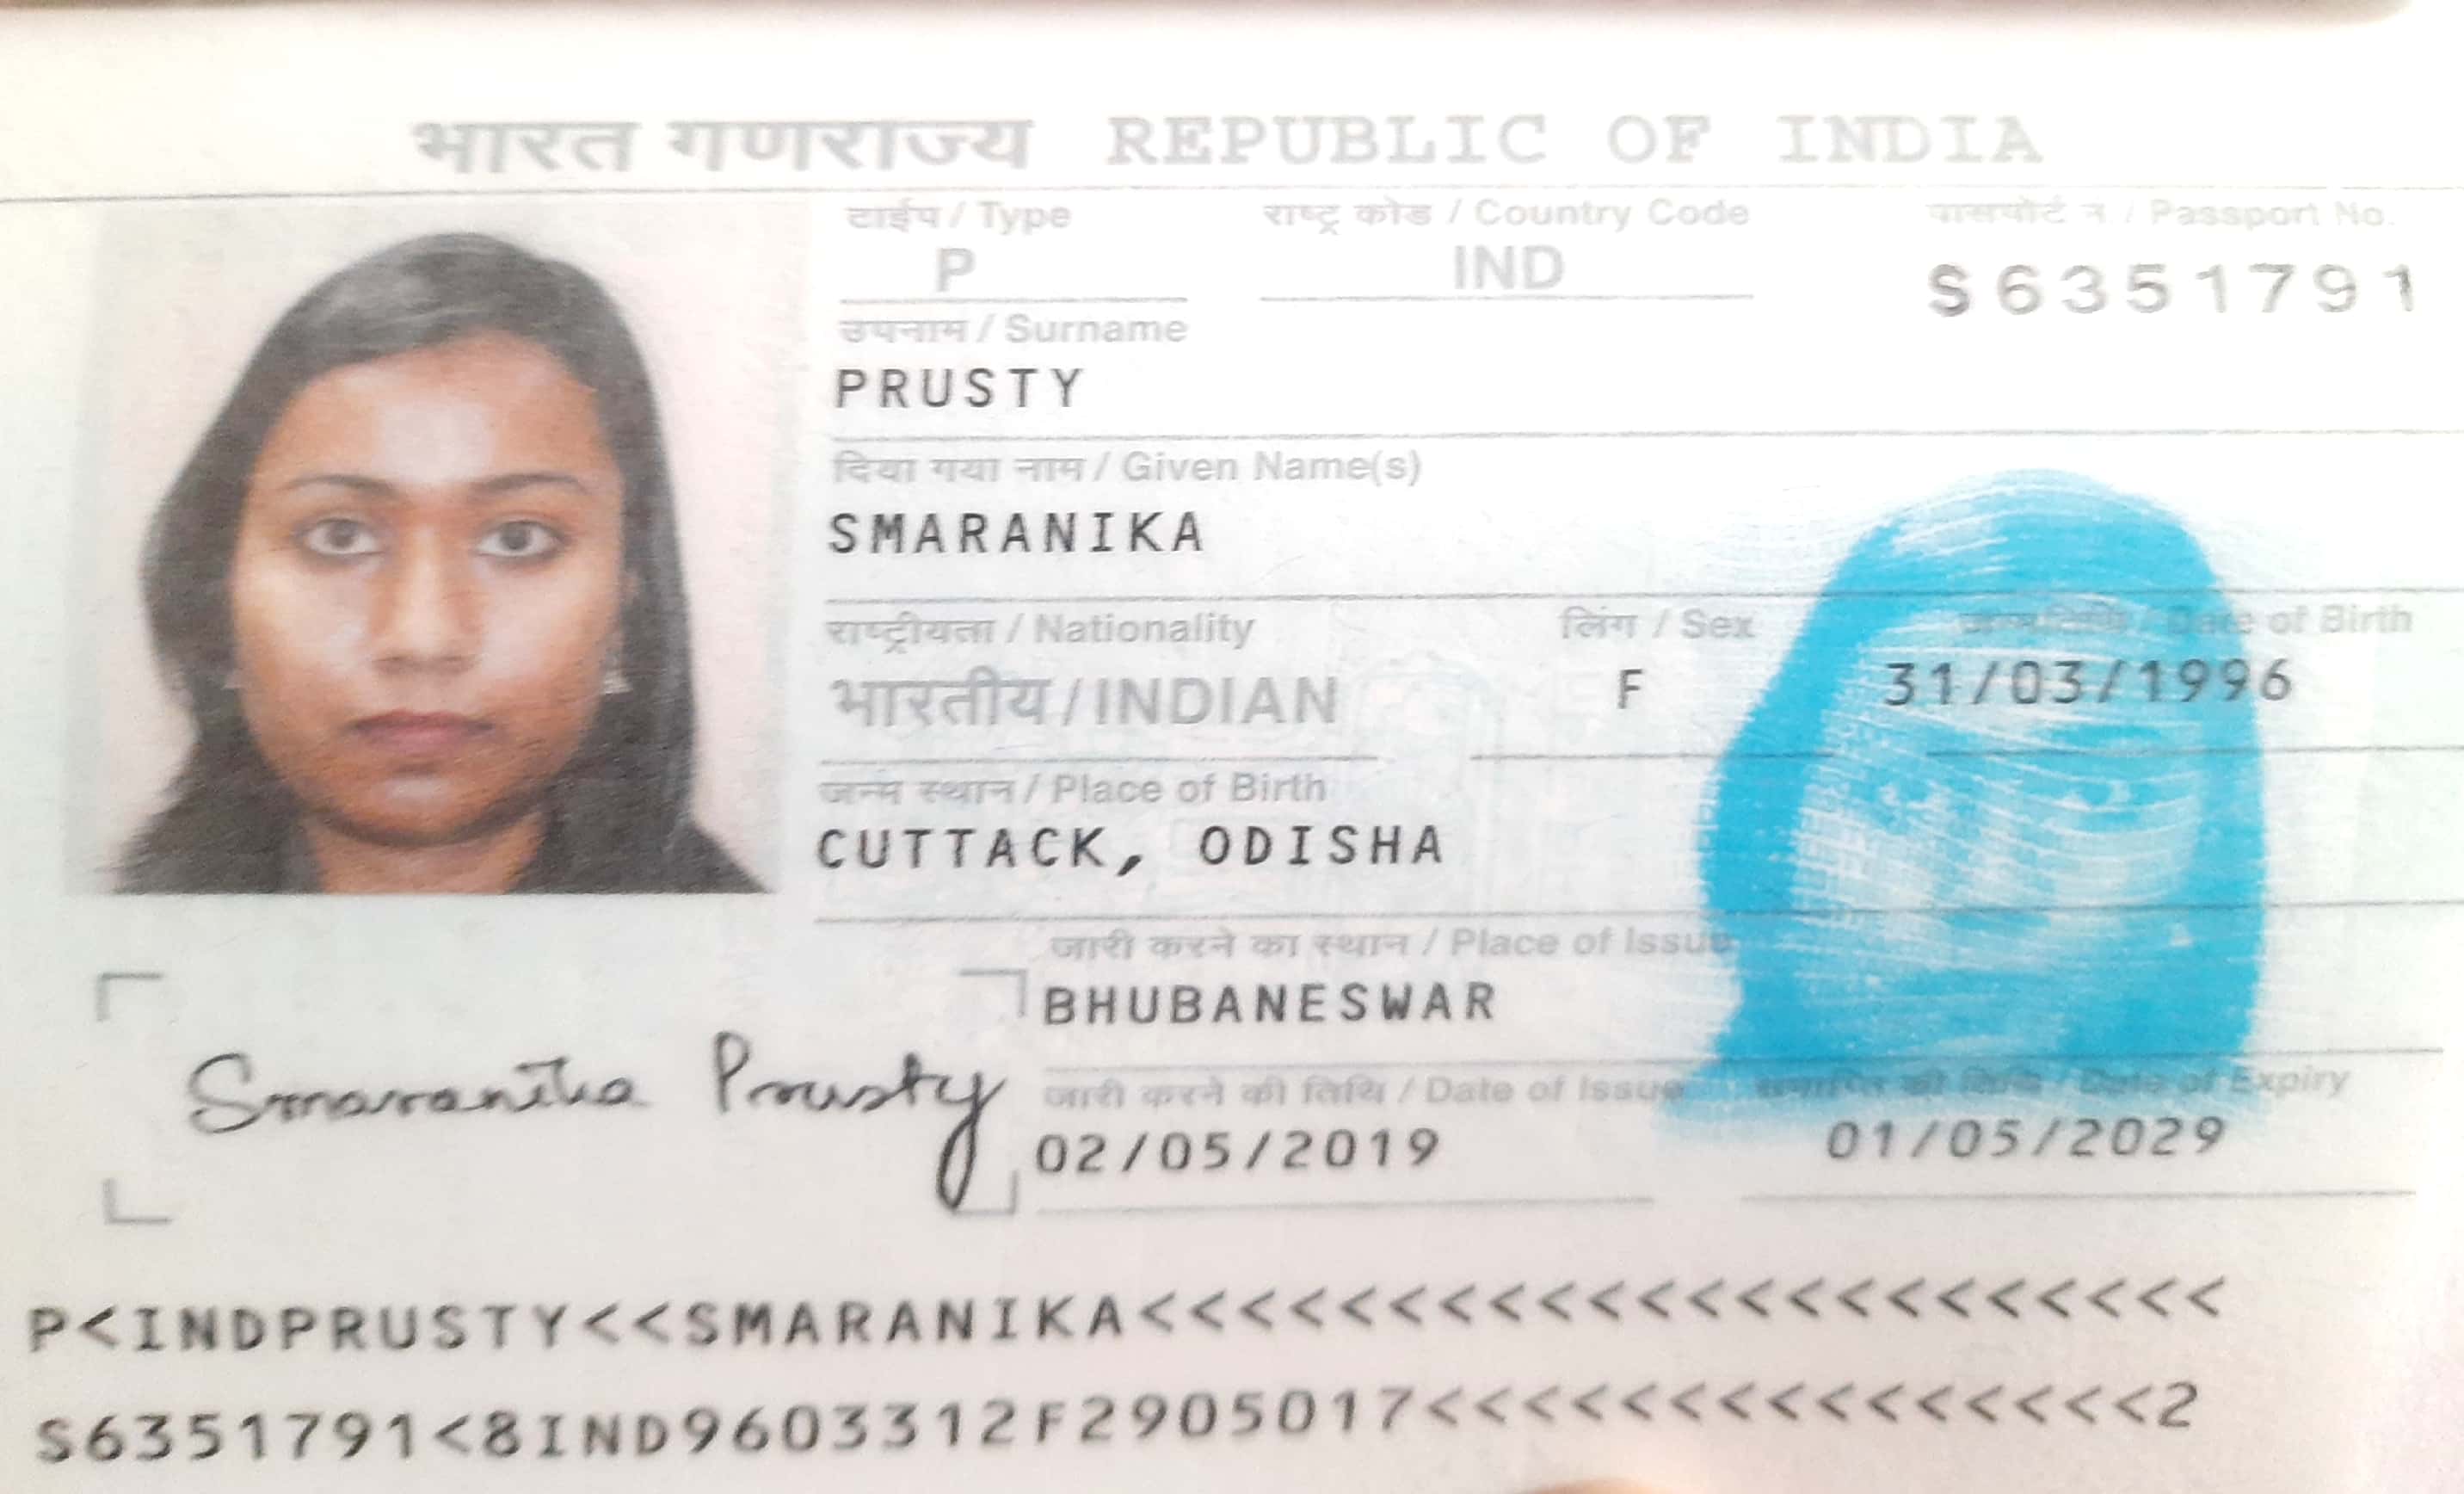 भारत गणराज्य REPUBLIC OF INDIA
टाईप / Type राष्ट्र कोड / Country Code पासपोर्ट न / Passport No.
P IND S6351791
उपनाम / Surname
PRUSTY
दिया गया नाम / Given Name(s)
SMARANIKA
राष्ट्रीयता / Nationality लिंग / Sex जन्मतिथि / Date of Birth
भारतीय / INDIAN F 31/03/1996
जन्म स्थान / Place of Birth
CUTTACK, ODISHA
जारी करने का स्थान / Place of Issue
BHUBANESWAR
Smaranika Prusty
जारी करने की तिथि / Date of Issue समाप्ति की तिथि / Date of Expiry
02/05/2019 01/05/2029
P<INDPRUSTY<<SMARANIKA<<<<<<<<<<<<<<<<<<<<<<
S6351791<8IND9603312F2905017<<<<<<<<<<<<<<<2